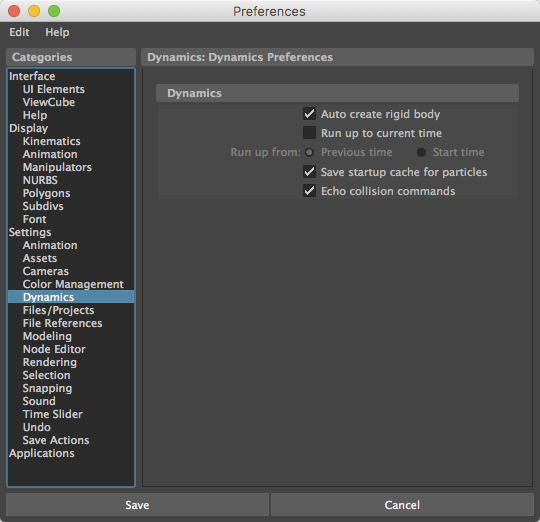 Preferences
Edit Help
Categories
Interface
UI Elements
ViewCube
Help
Display
Kinematics
Animation
Manipulators
NURBS
Polygons
Subdivs
Font
Settings
Animation
Assets
Cameras
Color Management
Dynamics
Files/Projects
File References
Modeling
Node Editor
Rendering
Selection
Snapping
Sound
Time Slider
Undo
Save Actions
Applications
Dynamics: Dynamics Preferences
Dynamics
Auto create rigid body
Run up to current time
Run up from: Previous time Start time
Save startup cache for particles
Echo collision commands
Save Cancel